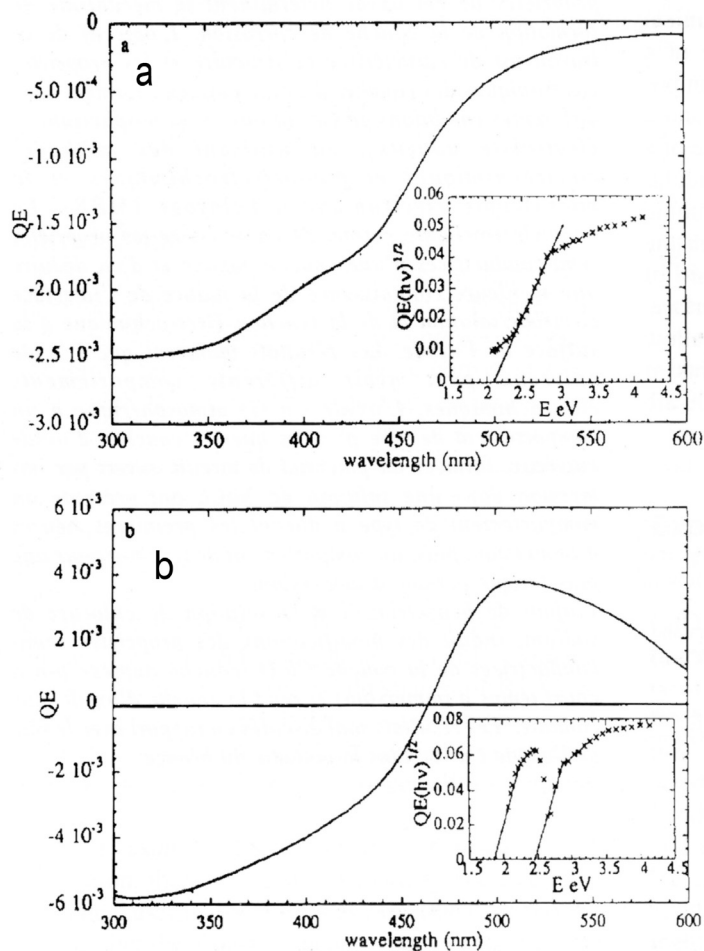 a
a
0
-5.0 10⁻⁴
-1.0 10⁻³
-1.5 10⁻³
-2.0 10⁻³
-2.5 10⁻³
-3.0 10⁻³
QE
300 350 400 450 500 550 600
wavelength (nm)
0.06
0.05
0.04
0.03
0.02
0.01
0
QE(hv)^1/2
1.5 2 2.5 3 3.5 4 4.5
E eV
b
b
6 10⁻³
4 10⁻³
2 10⁻³
0
-2 10⁻³
-4 10⁻³
-6 10⁻³
QE
300 350 400 450 500 550 600
wavelength (nm)
0.08
0.06
0.04
0.02
0.00
QE(hv)^1/2
1.5 2 2.5 3 3.5 4 4.5
E eV